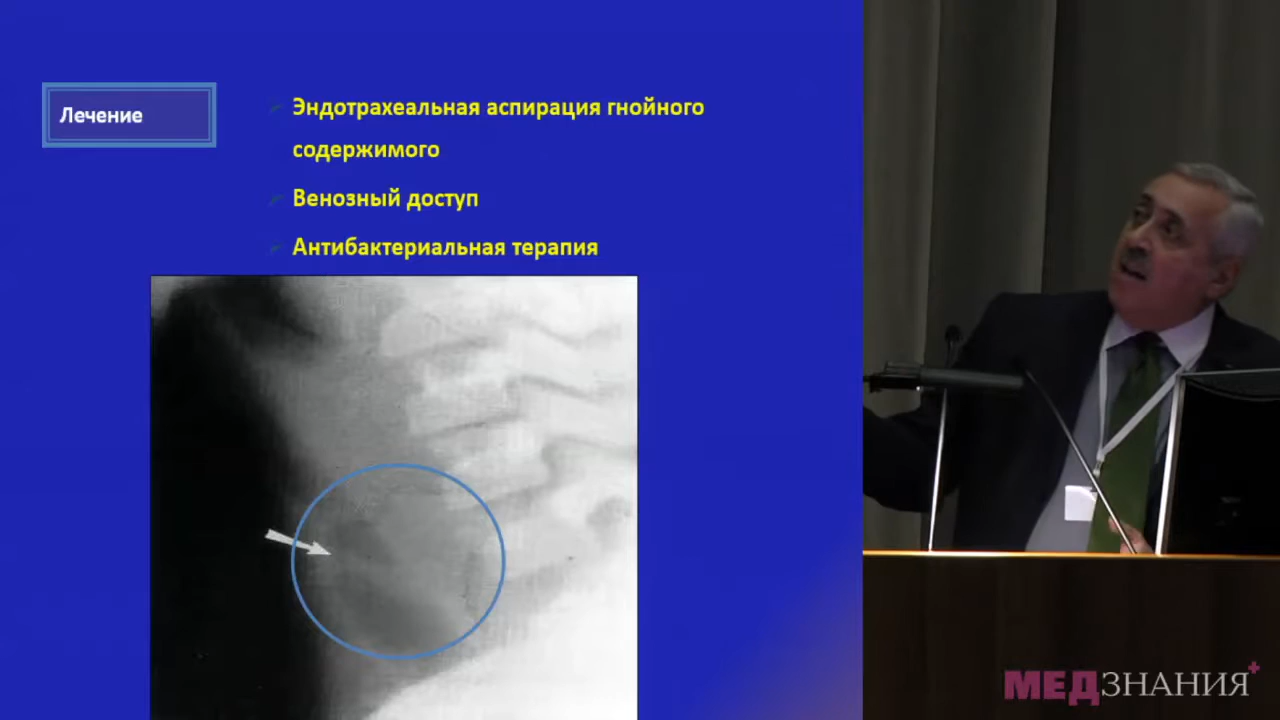 Лечение
Эндотрахеальная аспирация гнойного
содержимого
Венозный доступ
Антибактериальная терапия
МЕДЗНАНИЯ+